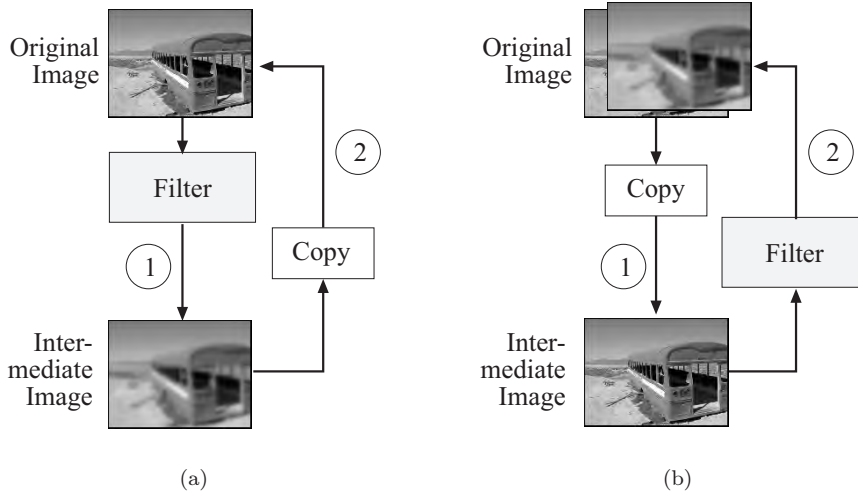 Original
Image
Filter
1
2
Copy
Inter-
mediate
Image
(a)
Original
Image
Copy
1
2
Filter
Inter-
mediate
Image
(b)